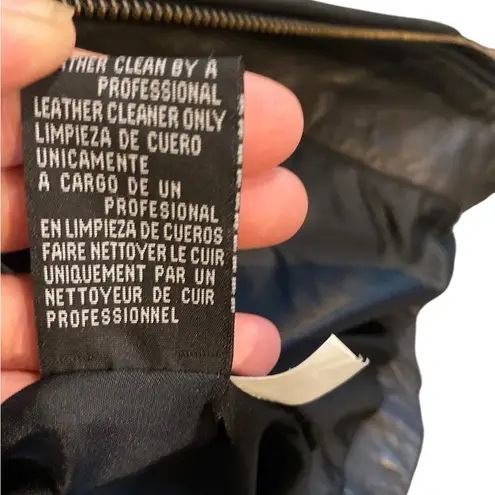 LEATHER CLEAN BY A
PROFESSIONAL
LEATHER CLEANER ONLY
LIMPIEZA DE CUERO
UNICAMENTE
A CARGO DE UN
PROFESIONAL
EN LIMPIEZA DE CUEROS
FAIRE NETTOYER LE CUIR
UNIQUEMENT PAR UN
NETTOYEUR DE CUIR
PROFESSIONNEL